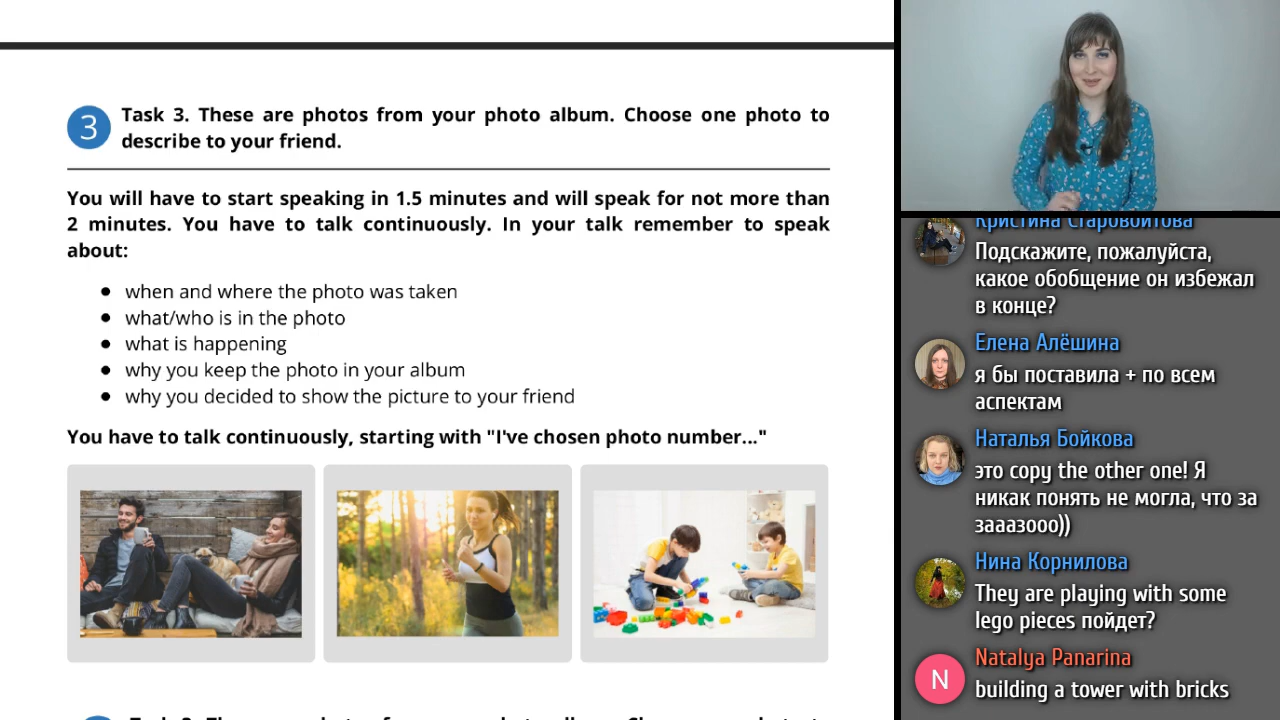 3
Task 3. These are photos from your photo album. Choose one photo to
describe to your friend.
You will have to start speaking in 1.5 minutes and will speak for not more than
2 minutes. You have to talk continuously. In your talk remember to speak
about:
● when and where the photo was taken
● what/who is in the photo
● what is happening
● why you keep the photo in your album
● why you decided to show the picture to your friend
You have to talk continuously, starting with "I've chosen photo number..."
Кристина Старовойтова
Подскажите, пожалуйста,
какое обобщение он избежал
в конце?
Елена Алёшина
я бы поставила + по всем
аспектам
Наталья Бойкова
это copy the other one! Я
никак понять не могла, что за
зааазооо))
Нина Корнилова
They are playing with some
lego pieces пойдет?
N
Natalya Panarina
building a tower with bricks